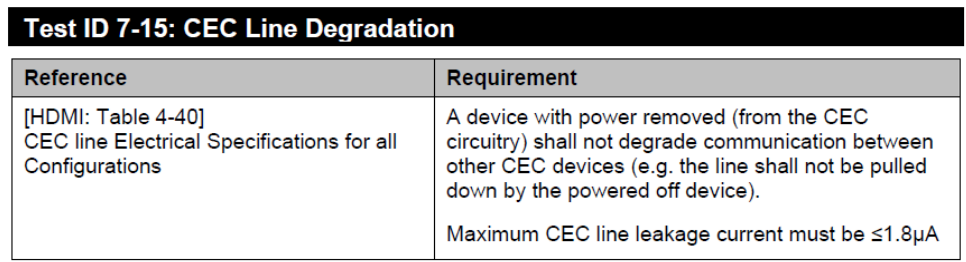 Test ID 7-15: CEC Line Degradation
Reference
Requirement
[HDMI: Table 4-40]
CEC line Electrical Specifications for all
Configurations
A device with power removed (from the CEC
circuitry) shall not degrade communication between
other CEC devices (e.g. the line shall not be pulled
down by the powered off device).
Maximum CEC line leakage current must be ≤1.8µA